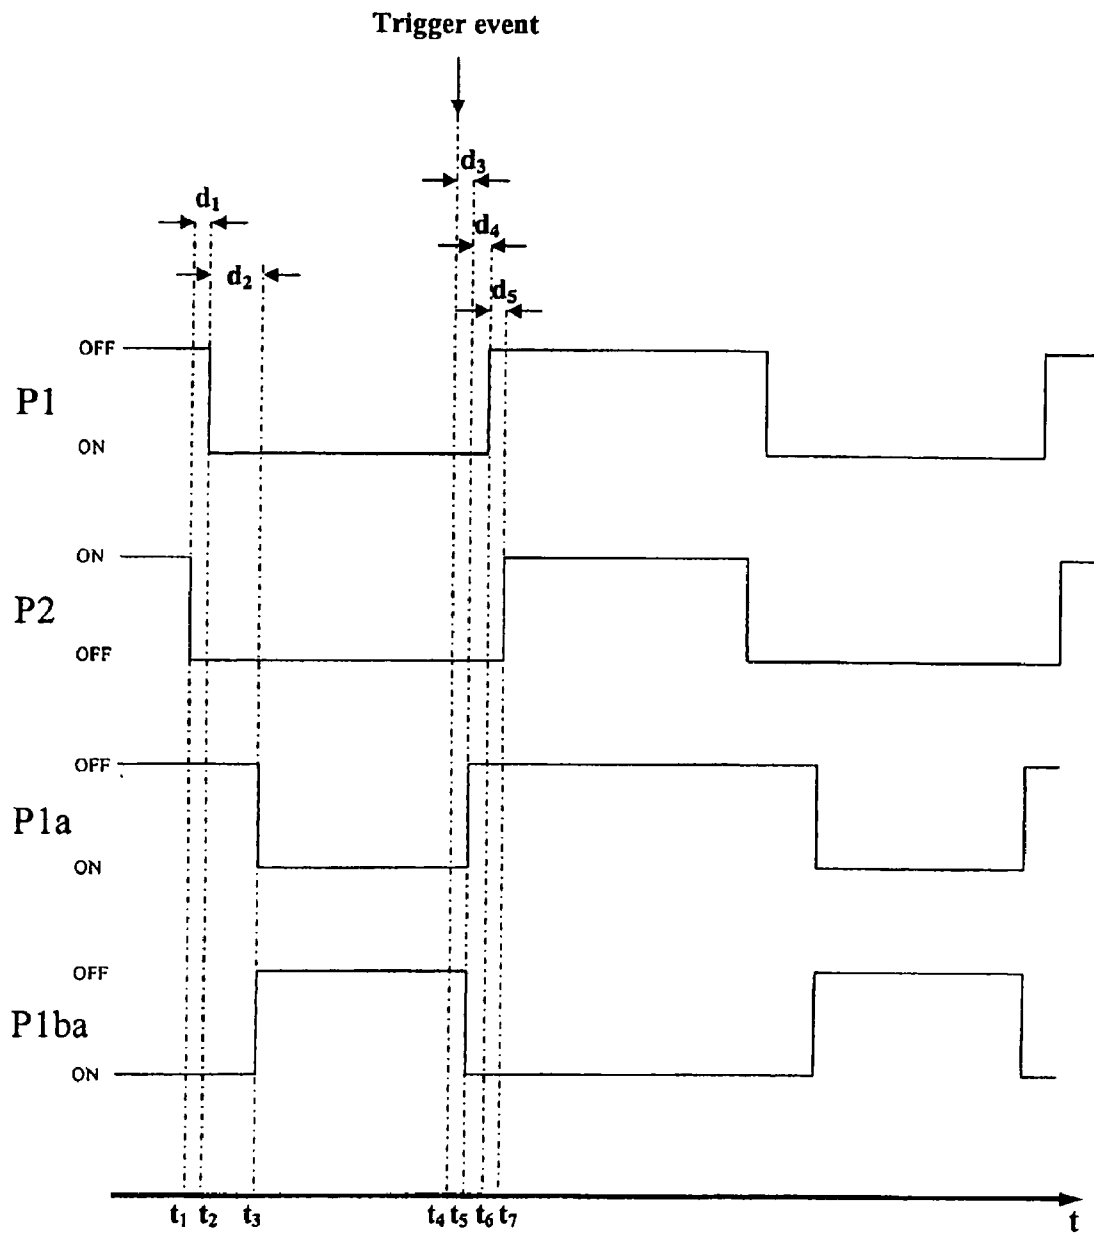 Trigger event
d₃
d₁
d₄
d₂
d₅
OFF
P1
ON
ON
P2
OFF
OFF
P1a
ON
OFF
P1ba
ON
t₁ t₂ t₃ t₄ t₅ t₆ t₇
t